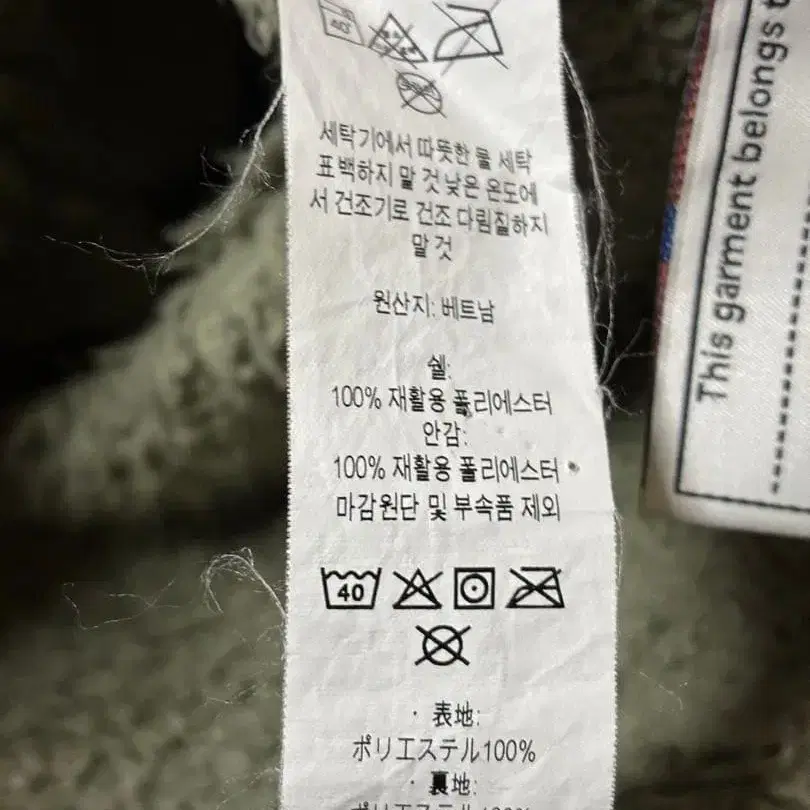 40
세탁기에서 따뜻한 물 세탁
표백하지 말 것 낮은 온도에
서 건조기로 건조 다림질하지
말 것
원산지: 베트남
쉘:
100% 재활용 폴리에스터
안감:
100% 재활용 폴리에스터
마감원단 및 부속품 제외
40
・表地:
ポリエステル100%
・裏地:
This garment belongs t